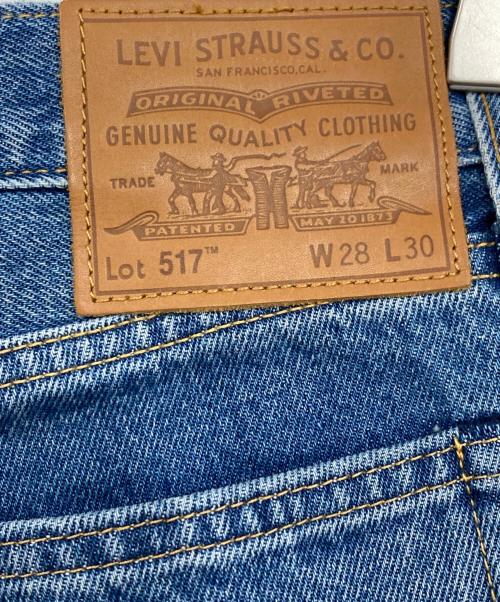 LEVI STRAUSS & CO.
SAN FRANCISCO, CAL.
ORIGINAL RIVETED
GENUINE QUALITY CLOTHING
TRADE MARK
PATENTED MAY 20 1873
Lot 517™ W28 L30